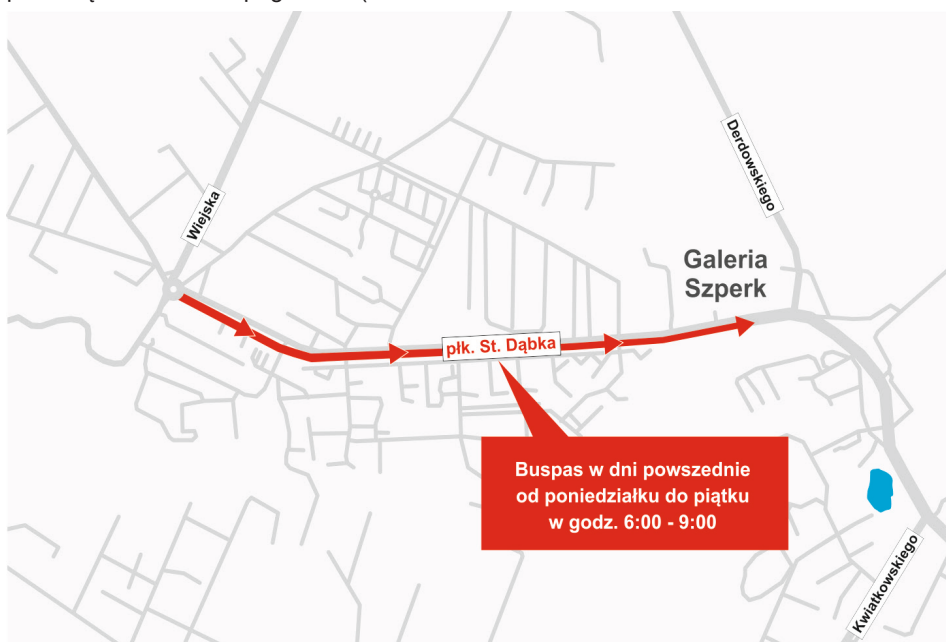 Wiejska
Derdowskiego
Galeria
Szperk
płk. St. Dąbka
Buspas w dni powszednie
od poniedziałku do piątku
w godz. 6:00 - 9:00
Kwiatkowskiego